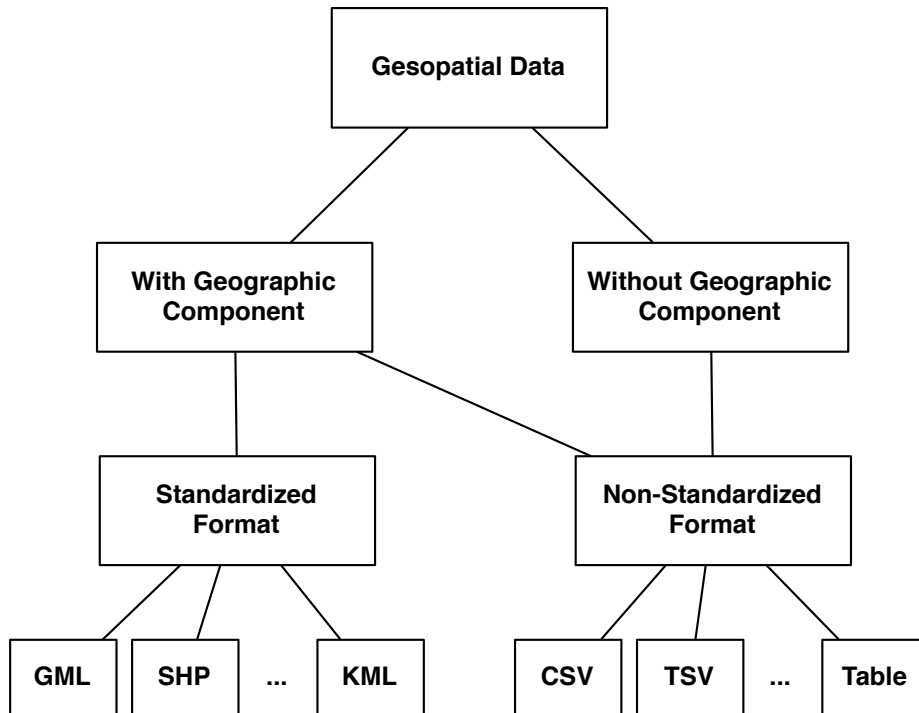 Gesopatial Data
With Geographic
Component
Without Geographic
Component
Standardized
Format
Non-Standardized
Format
GML
SHP
...
KML
CSV
TSV
...
Table